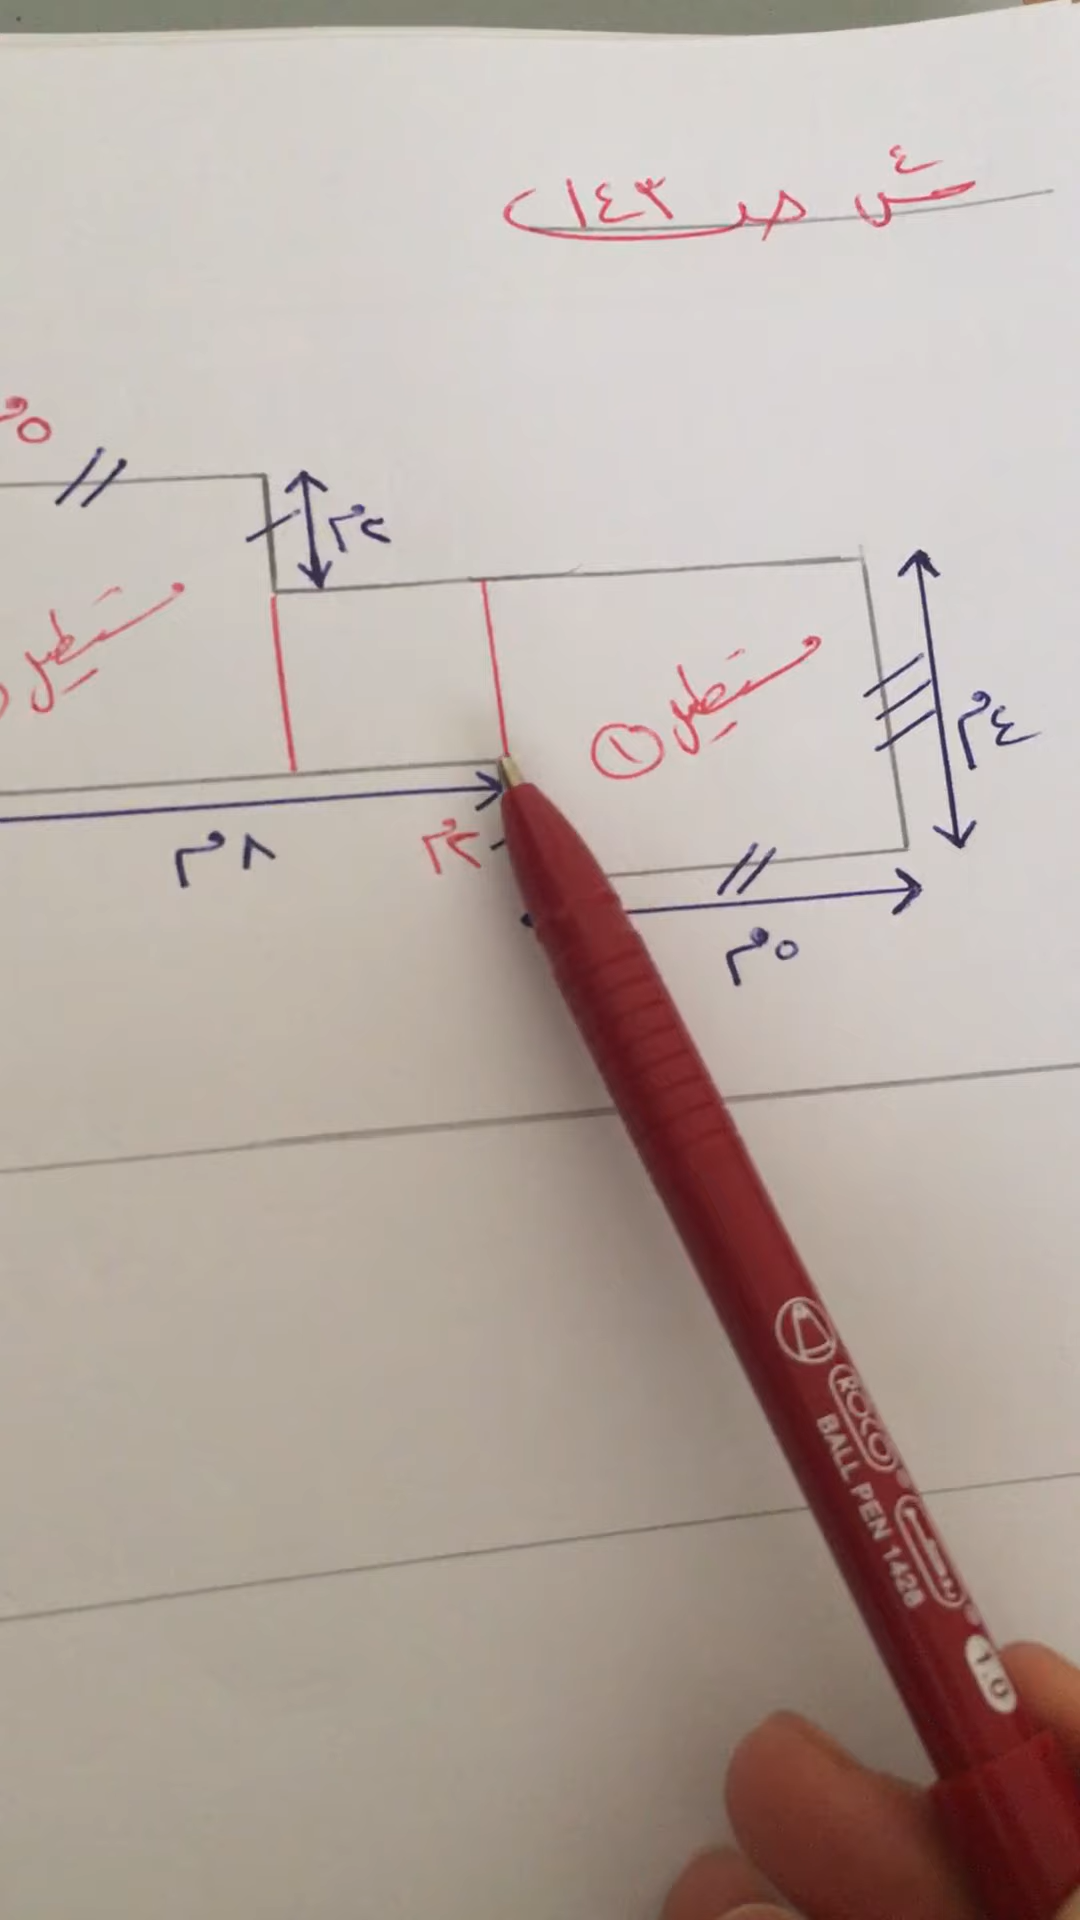 س٤ ص ١٤٣
٥م
٢م
مستطيل
مستطيل ①
٤م
٨م
٢م
٥م
ROCO
BALL PEN 1428
1.0